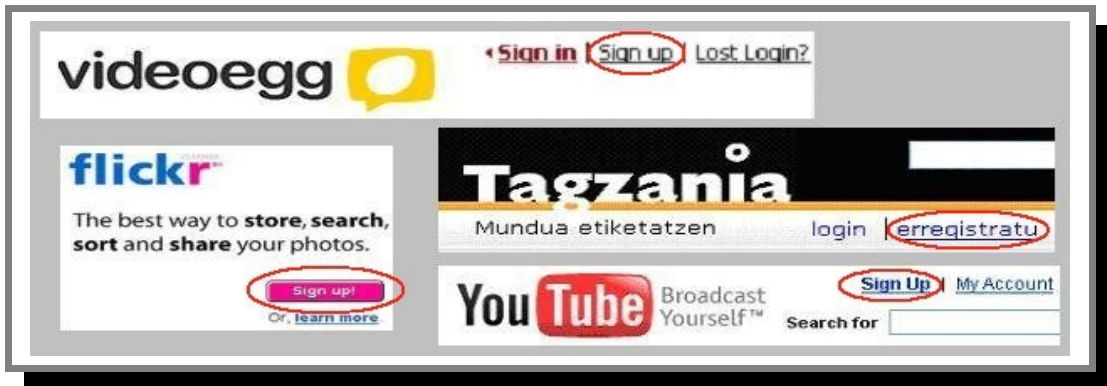 videoegg
Sign in | Sign up | Lost Login?
flickr
The best way to store, search,
sort and share your photos.
Sign up!
Or, learn more
Tagzania
Mundua etiketatzen
login | erregistratu
You Tube Broadcast
Yourself™
Sign Up | My Account
Search for